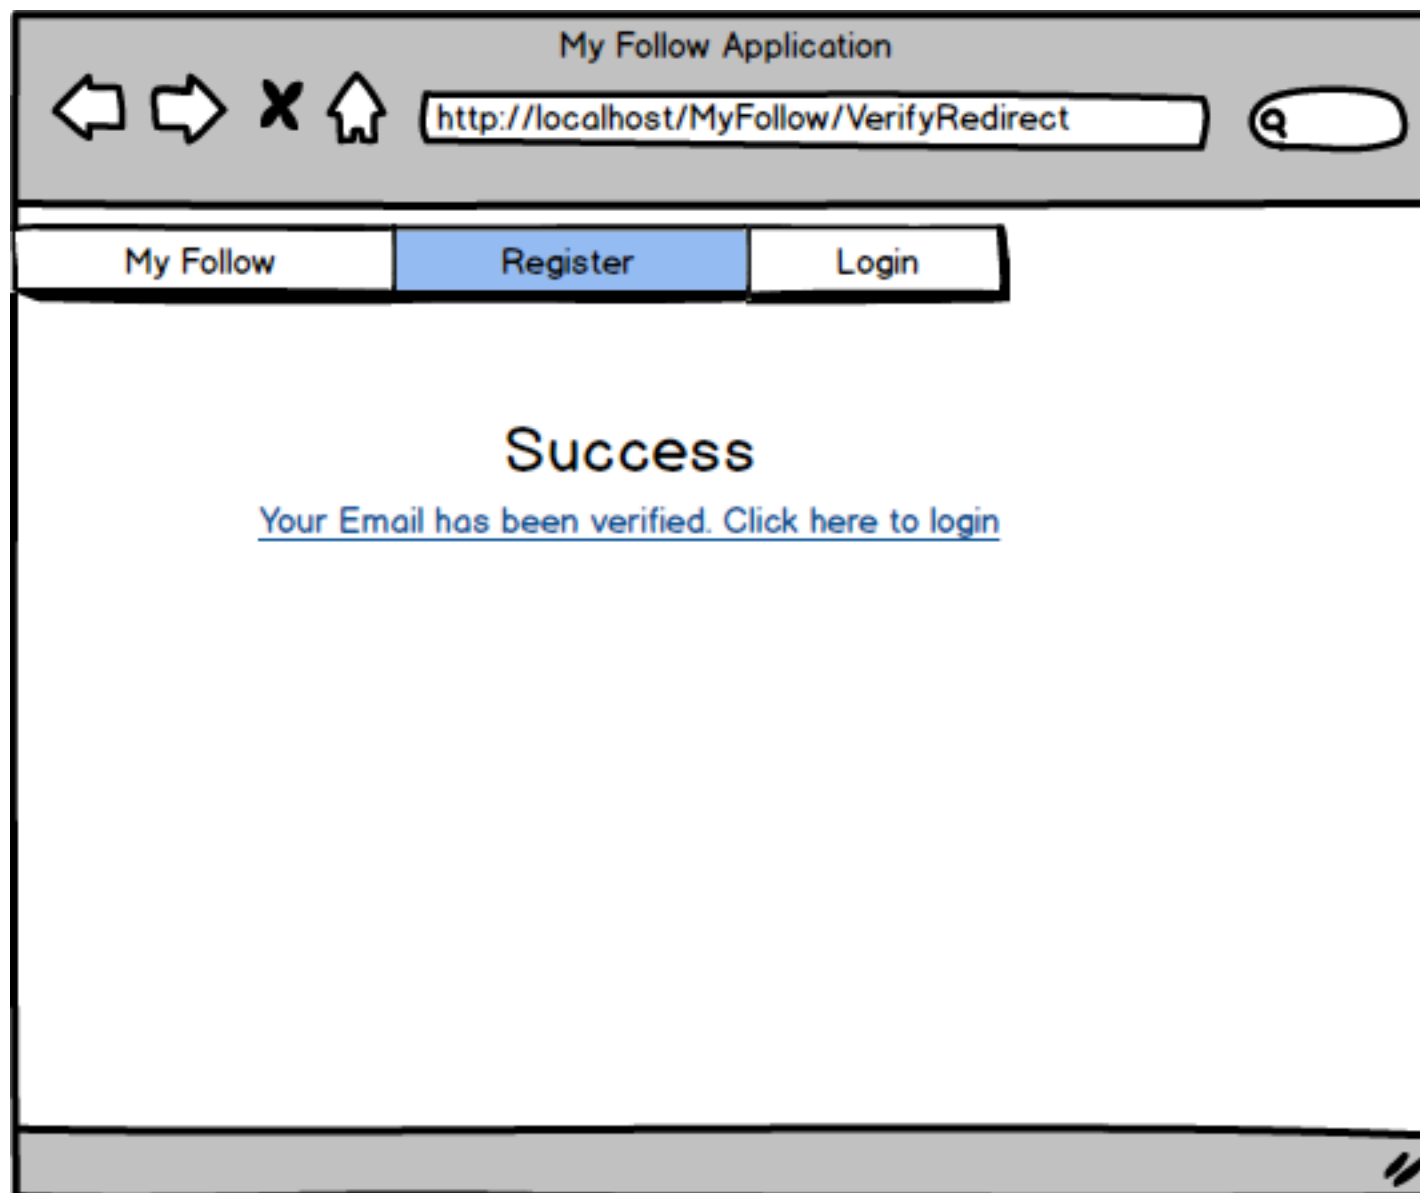 My Follow Application
http://localhost/MyFollow/VerifyRedirect
My Follow Register Login
Success
Your Email has been verified. Click here to login